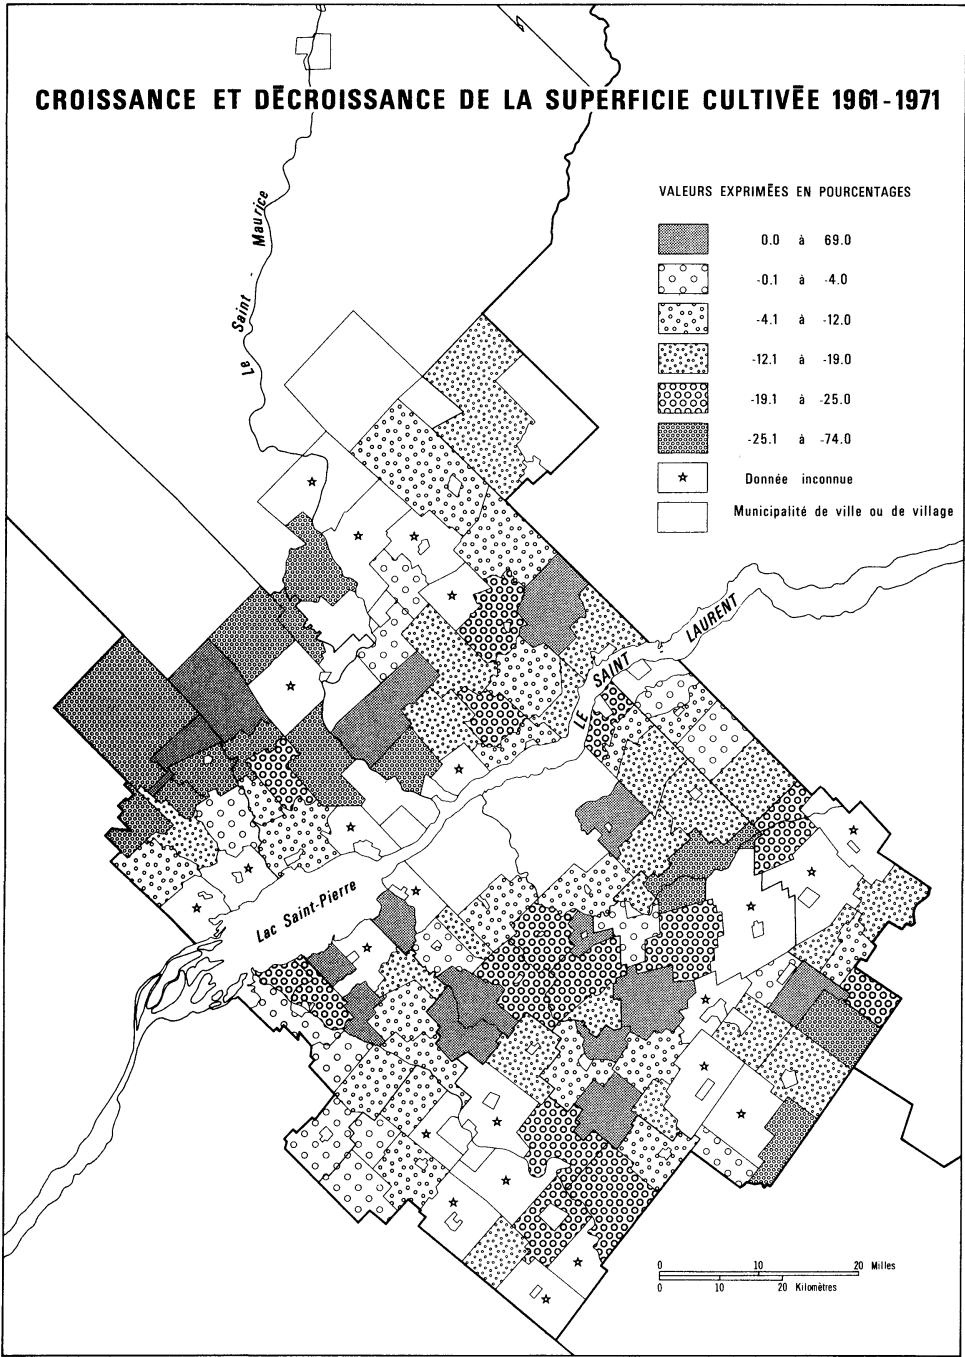 CROISSANCE ET DĒCROISSANCE DE LA SUPERFICIE CULTIVĒE 1961-1971
VALEURS EXPRIMĒES EN POURCENTAGES
0.0 à 69.0
-0.1 à -4.0
-4.1 à -12.0
-12.1 à -19.0
-19.1 à -25.0
-25.1 à -74.0
Donnée inconnue
Municipalité de ville ou de village
Le Saint-Maurice
LE SAINT LAURENT
Lac Saint-Pierre
0 10 20 Milles
0 10 20 Kilomètres